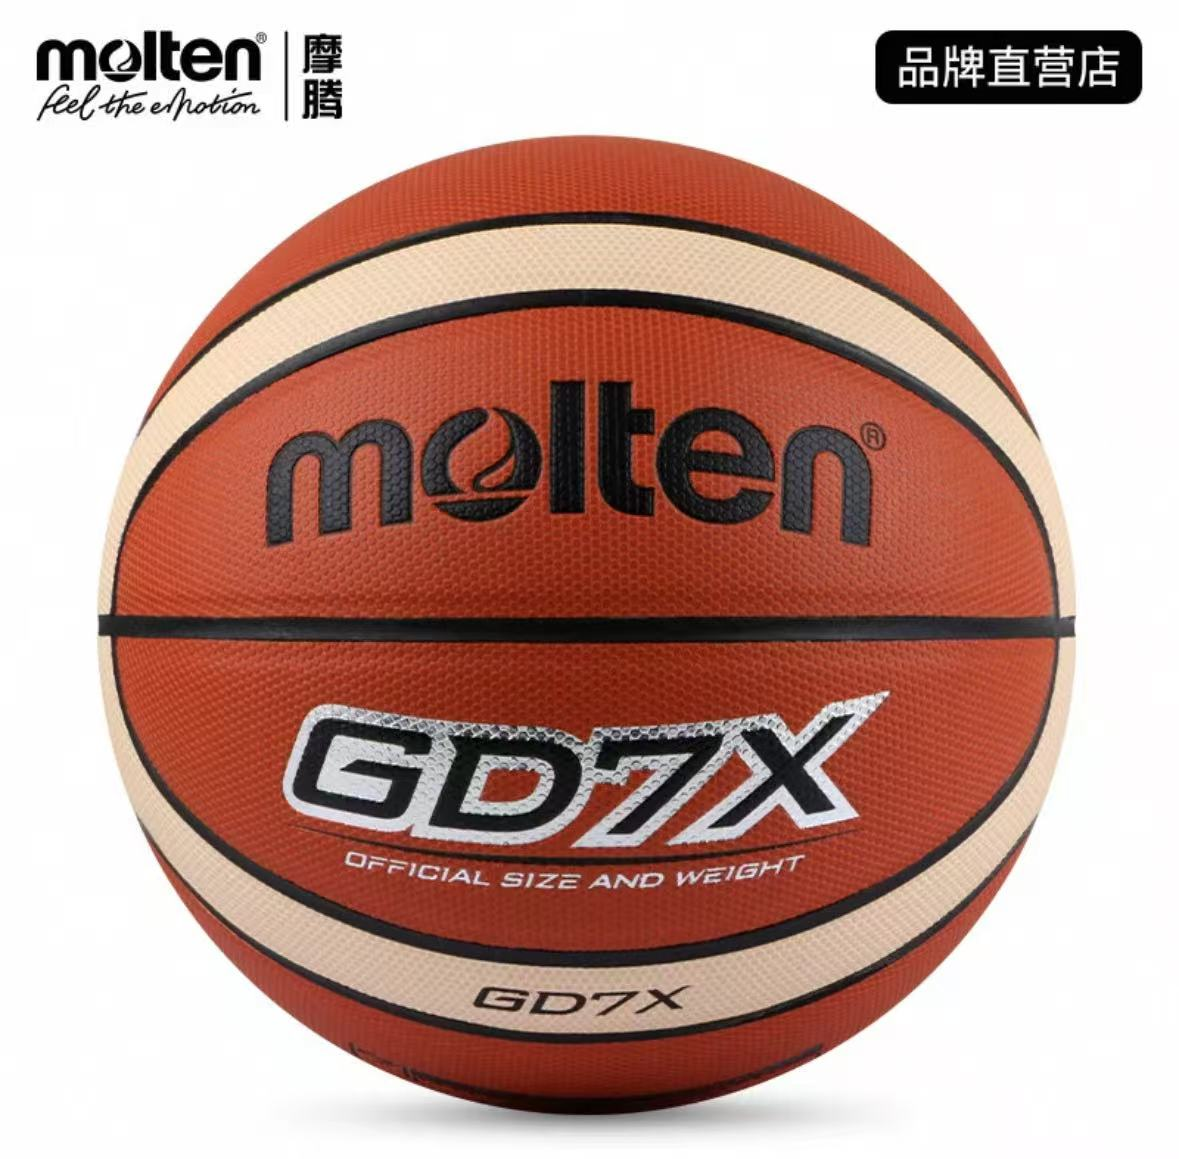 molten®
摩腾
feel the emotion
品牌直营店
molten®
GD7X
OFFICIAL SIZE AND WEIGHT
GD7X